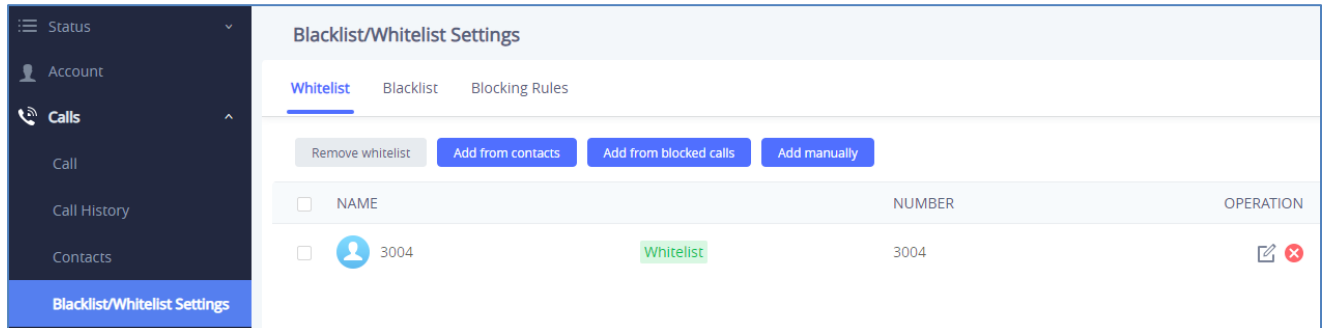 Status
Account
Calls
Call
Call History
Contacts
Blacklist/Whitelist Settings
Blacklist/Whitelist Settings
Whitelist Blacklist Blocking Rules
Remove whitelist Add from contacts Add from blocked calls Add manually
NAME NUMBER OPERATION
3004 Whitelist 3004